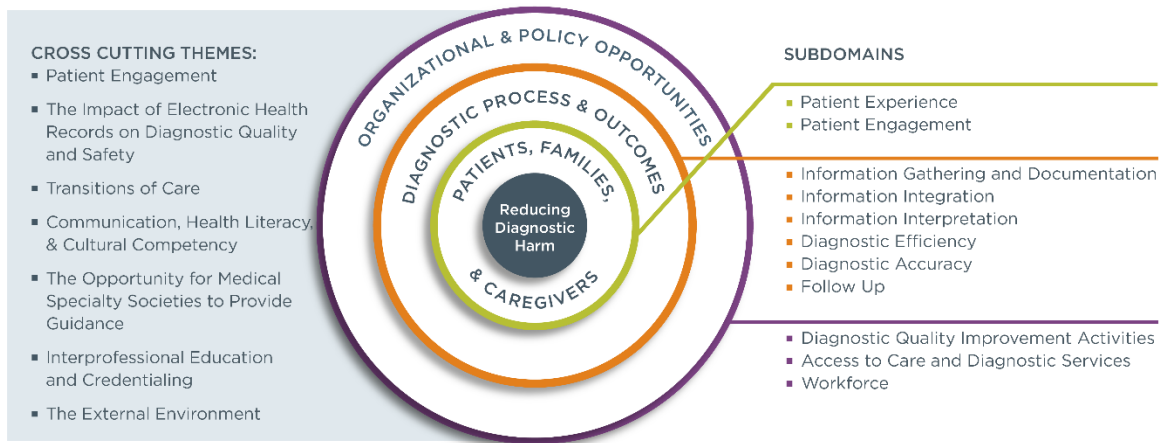 CROSS CUTTING THEMES:
▪ Patient Engagement
▪ The Impact of Electronic Health
Records on Diagnostic Quality
and Safety
▪ Transitions of Care
▪ Communication, Health Literacy,
& Cultural Competency
▪ The Opportunity for Medical
Specialty Societies to Provide
Guidance
▪ Interprofessional Education
and Credentialing
▪ The External Environment
ORGANIZATIONAL & POLICY OPPORTUNITIES
DIAGNOSTIC PROCESS & OUTCOMES
PATIENTS, FAMILIES,
& CAREGIVERS
Reducing
Diagnostic
Harm
SUBDOMAINS
▪ Patient Experience
▪ Patient Engagement
▪ Information Gathering and Documentation
▪ Information Integration
▪ Information Interpretation
▪ Diagnostic Efficiency
▪ Diagnostic Accuracy
▪ Follow Up
▪ Diagnostic Quality Improvement Activities
▪ Access to Care and Diagnostic Services
▪ Workforce